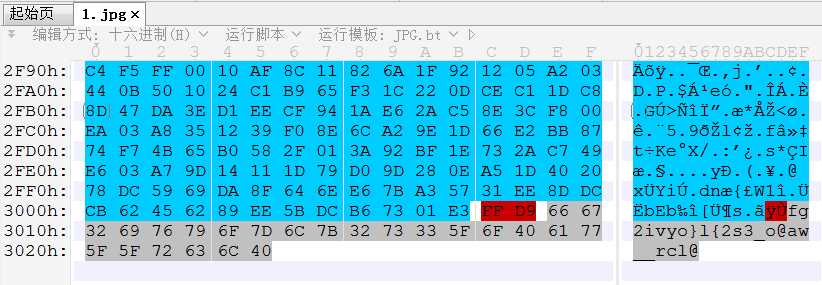 起始页 1.jpg ×
编辑方式: 十六进制(H) 运行脚本 运行模板: JPG.bt
0 1 2 3 4 5 6 7 8 9 A B C D E F 0123456789ABCDEF
2F90h: C4 F5 FF 00 10 AF 8C 11 82 6A 1F 92 12 05 A2 03 Äõÿ..¯Œ.‚j.’..¢.
2FA0h: 44 0B 50 10 24 C1 B9 65 F3 1C 22 0D CE C1 1D C8 D.P.$Á¹eó.".ÎÁ.È
2FB0h: 8D 47 DA 3E D1 EE CF 94 1A E6 2A C5 8E 3C F8 00 .GÚ>ÑîÏ”.æ*ÅŽ<ø.
2FC0h: EA 03 A8 35 12 39 F0 8E 6C A2 9E 1D 66 E2 BB 87 ê.¨5.9ðŽl¢ž.fâ»‡
2FD0h: 74 F7 4B 65 B0 58 2F 01 3A 92 BF 1E 73 2A C7 49 t÷Ke°X/.:’¿.s*ÇI
2FE0h: E6 03 A7 9D 14 11 1D 79 D0 9D 28 0E A5 1D 40 20 æ.§....yÐ.(.¥.@
2FF0h: 78 DC 59 69 DA 8F 64 6E E6 7B A3 57 31 EE 8D DC xÜYiÚ.dnæ{£W1î.Ü
3000h: CB 62 45 62 89 EE 5B DC B6 73 01 E3 FF D9 66 67 ËbEb‰î[Ü¶s.ãÿÙfg
3010h: 32 69 76 79 6F 7D 6C 7B 32 73 33 5F 6F 40 61 77 2ivyo}l{2s3_o@aw
3020h: 5F 5F 72 63 6C 40 __rcl@